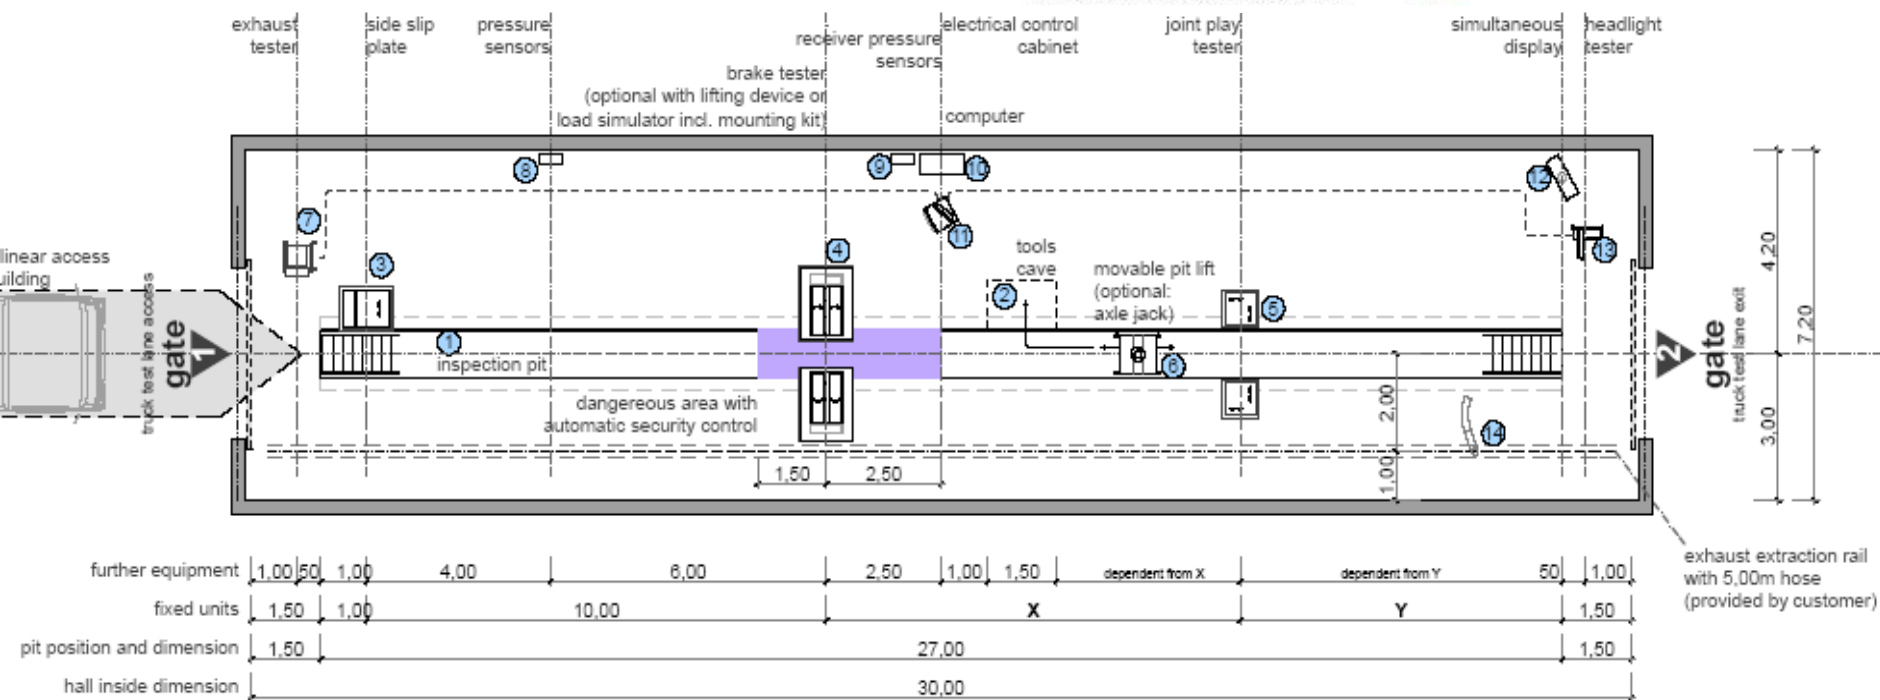 exhaust
tester
side slip
plate
pressure
sensors
receiver pressure
sensors
electrical control
cabinet
joint play
tester
simultaneous
display
headlight
tester
brake tester
(optional with lifting device or
load simulator incl. mounting kit)
computer
8
9
10
12
7
11
13
4
3
linear access
tools
cave
movable pit lift
(optional:
axle jack)
2
5
1
6
inspection pit
truck test lane access
gate
1
2
gate
truck test lane exit
4,20
7,20
3,00
dangereous area with
automatic security control
2,00
1,00
14
1,50
2,50
exhaust extraction rail
with 5,00m hose
(provided by customer)
further equipment 1,00 50 1,00 4,00 6,00 2,50 1,00 1,50 dependent from X dependent from Y 50 1,00
fixed units 1,50 1,00 10,00 X Y 1,50
pit position and dimension 1,50 27,00 1,50
hall inside dimension 30,00